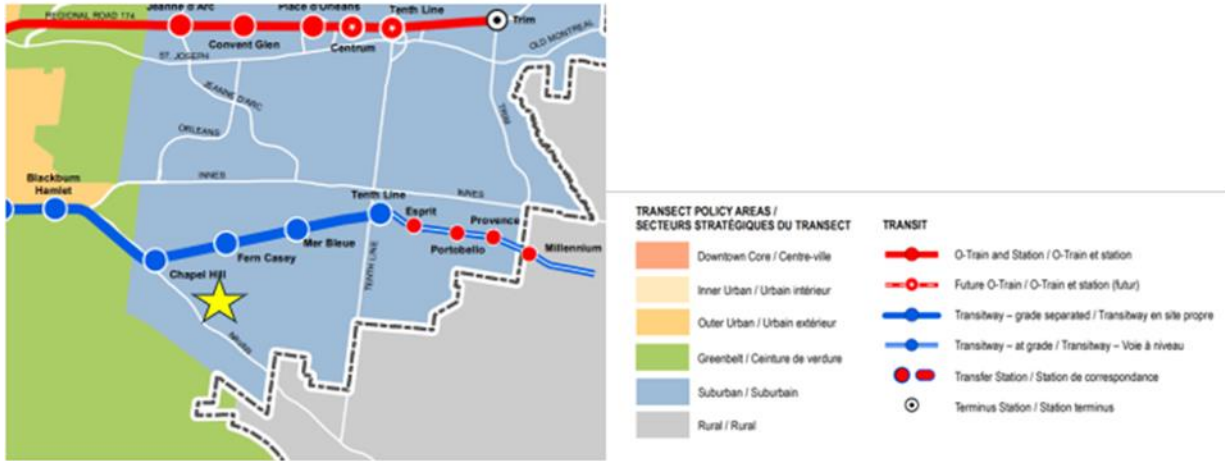 Jeanne d'Arc
Place d'Orléans
Tenth Line
REGIONAL ROAD 174
Trim
Convent Glen
Centrum
ST. JOSEPH
OLD MONTREAL
JEANNE D'ARC
TRIM
ORLEANS
INNES
INNES
Blackburn
Hamlet
Tenth Line
Esprit
Provence
Mer Bleue
Portobello
Millennium
Fern Casey
Chapel Hill
TENTH LINE
NAVAN
TRANSECT POLICY AREAS /
SECTEURS STRATÉGIQUES DU TRANSECT
Downtown Core / Centre-ville
Inner Urban / Urbain intérieur
Outer Urban / Urbain extérieur
Greenbelt / Ceinture de verdure
Suburban / Suburbain
Rural / Rural
TRANSIT
O-Train and Station / O-Train et station
Future O-Train / O-Train et station (futur)
Transitway – grade separated / Transitway en site propre
Transitway – at grade / Transitway – Voie à niveau
Transfer Station / Station de correspondance
Terminus Station / Station terminus